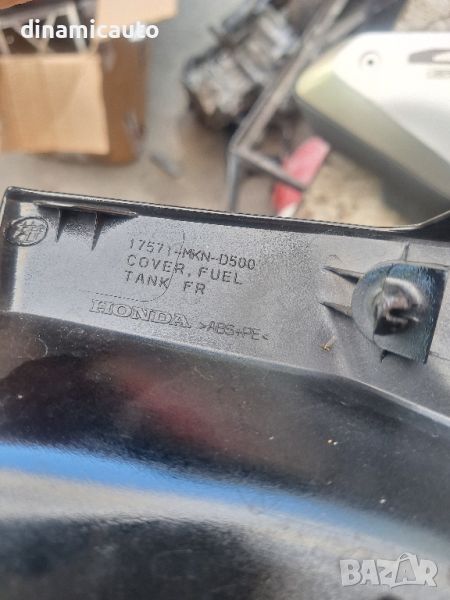 dinamicauto
17571-MKN-D500
COVER, FUEL
TANK FR
HONDA >ABS+PE<
BAZAR